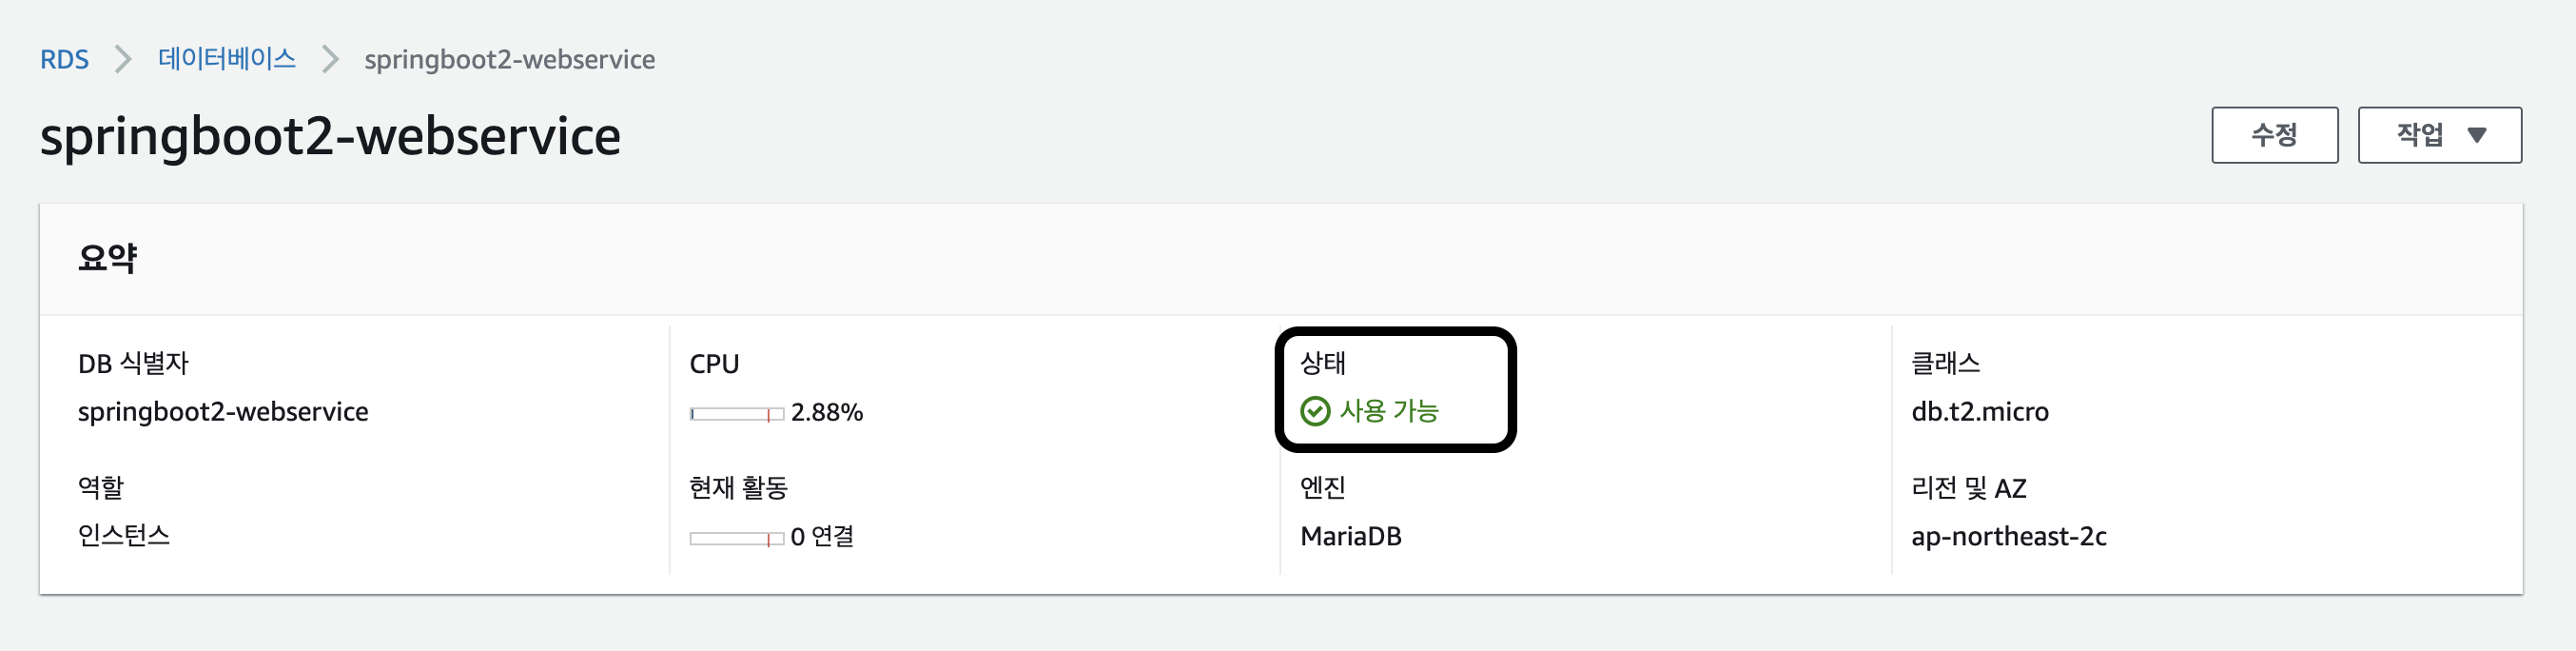 RDS > 데이터베이스 > springboot2-webservice
springboot2-webservice
수정
작업
요약
DB 식별자
springboot2-webservice
CPU
2.88%
상태
사용 가능
클래스
db.t2.micro
역할
인스턴스
현재 활동
0 연결
엔진
MariaDB
리전 및 AZ
ap-northeast-2c